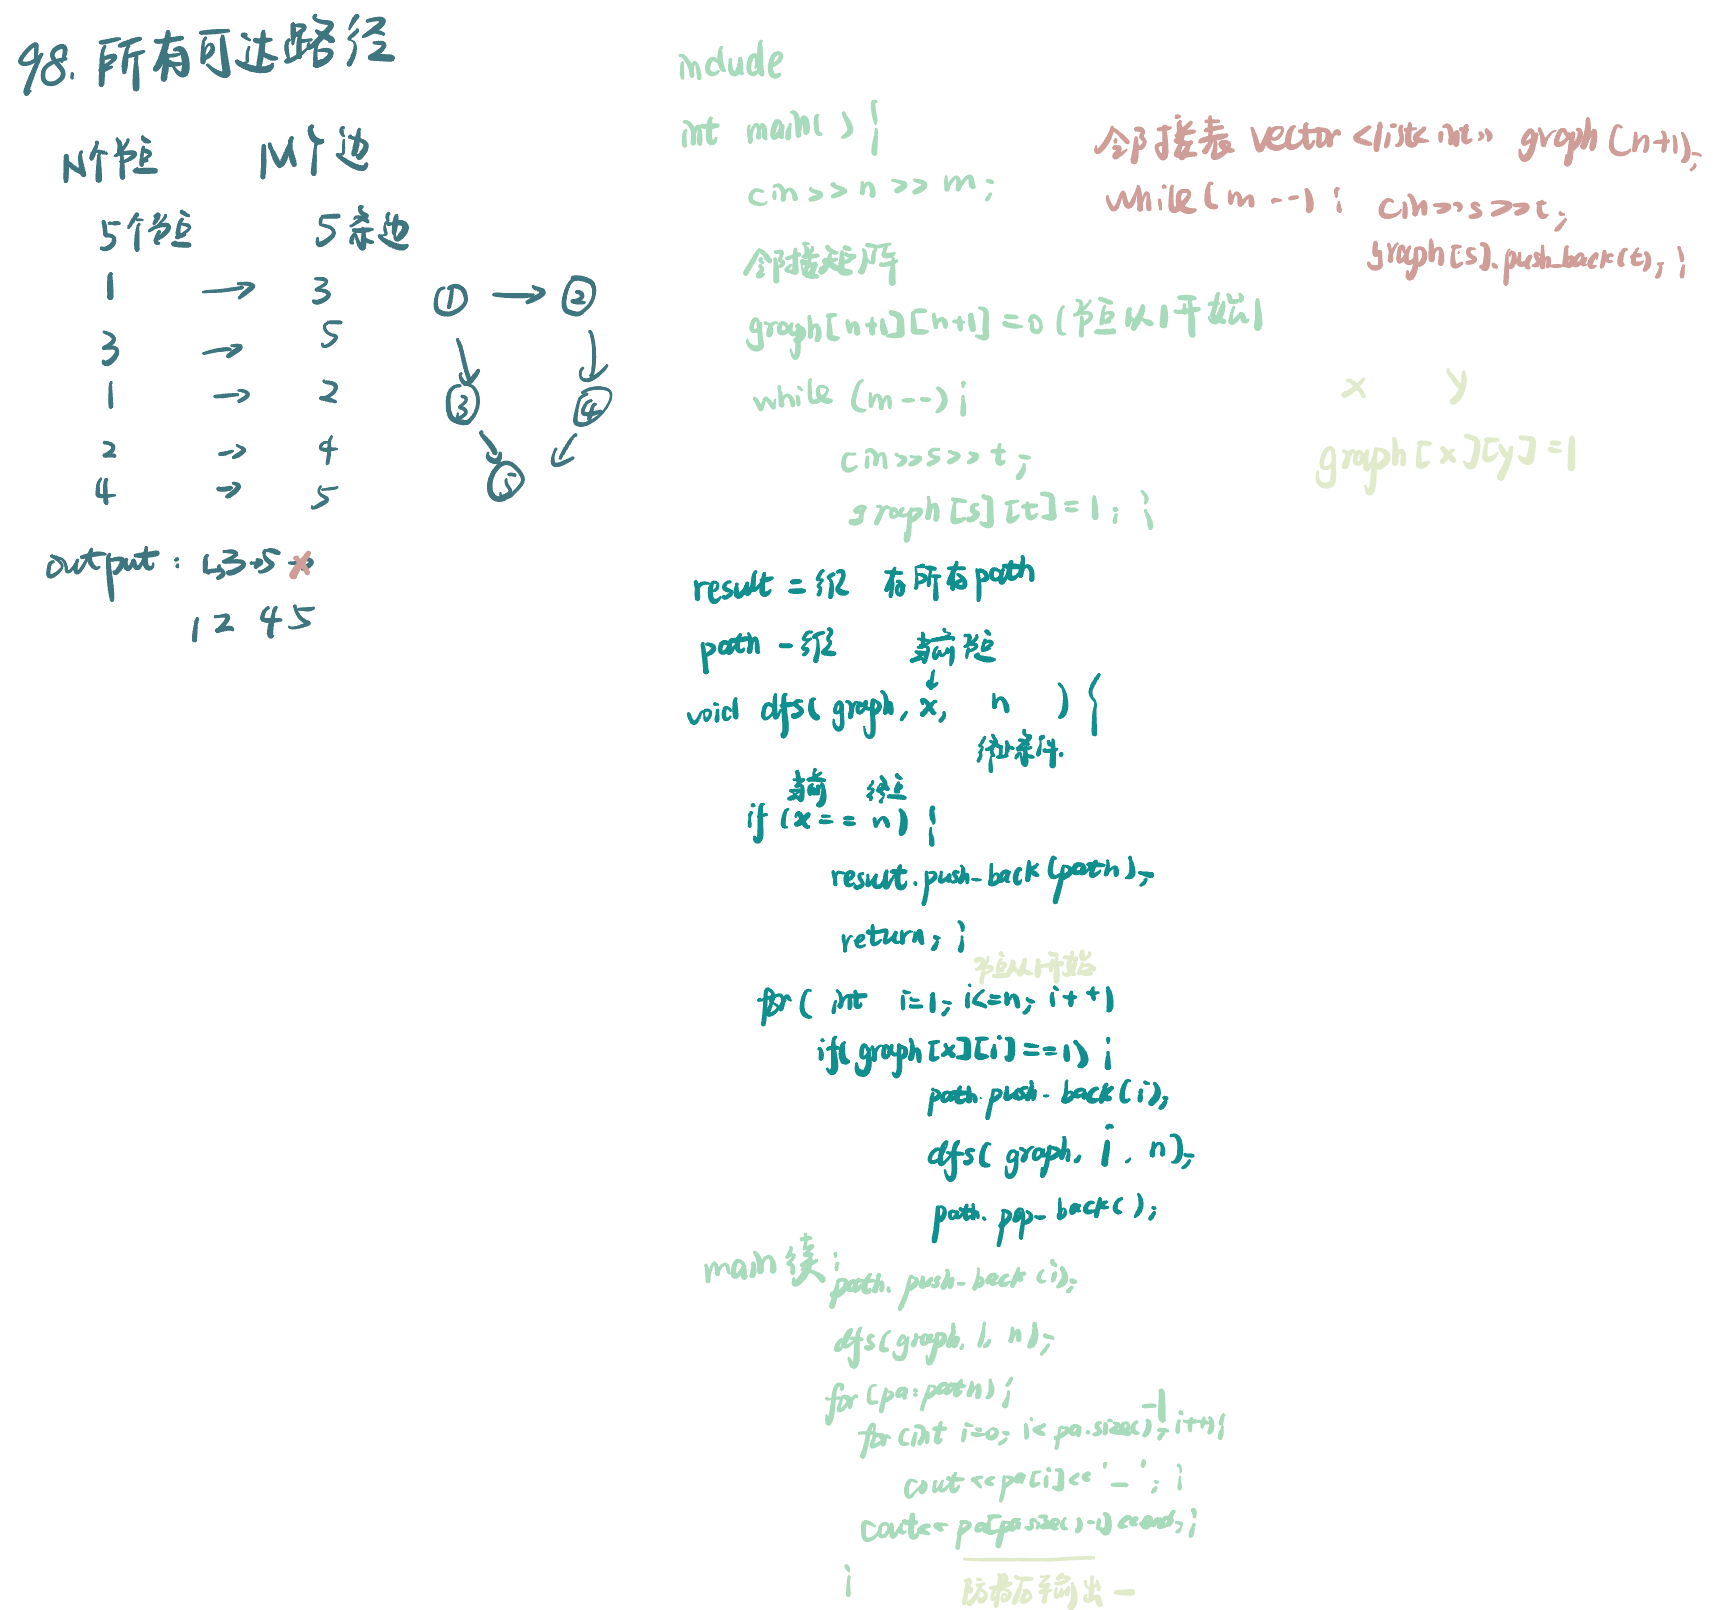 98. 所有可达路径
N个节点 M个边
5个节点 5条边
1 → 3
3 → 5
1 → 2
2 → 4
4 → 5
① → ②
③ ④
⑤
output : 1→3→5
1 2 4 5
include
int main( ) {
cin >> n >> m ;
邻接矩阵
graph[n+1][n+1] = 0 (节点从1开始)
while (m--) {
cin >> s >> t ;
graph[s][t] = 1 ; }
邻接表 vector <list<int>> graph (n+1);
while (m--) { cin >> s >> t;
graph[s].push_back(t); }
x y
graph[x][y] = 1
result = 存所有path
path -
当前节点
void dfs( graph, x, n ) {
终止条件.
当前 终点
if (x == n) {
result.push_back(path);
return; }
节点从1开始
for( int i=1; i<=n; i++)
if(graph[x][i]==1) {
path.push_back(i);
dfs( graph, i, n);
path.pop_back( );
main续:
path.push_back(i);
dfs(graph, 1, n);
for (pa: path) {
for (int i=0; i< pa.size()-1; i++) {
cout << pa[i] << '_' ; }
cout << pa[pa.size()-1] << endl; }
}
防最后输出 -